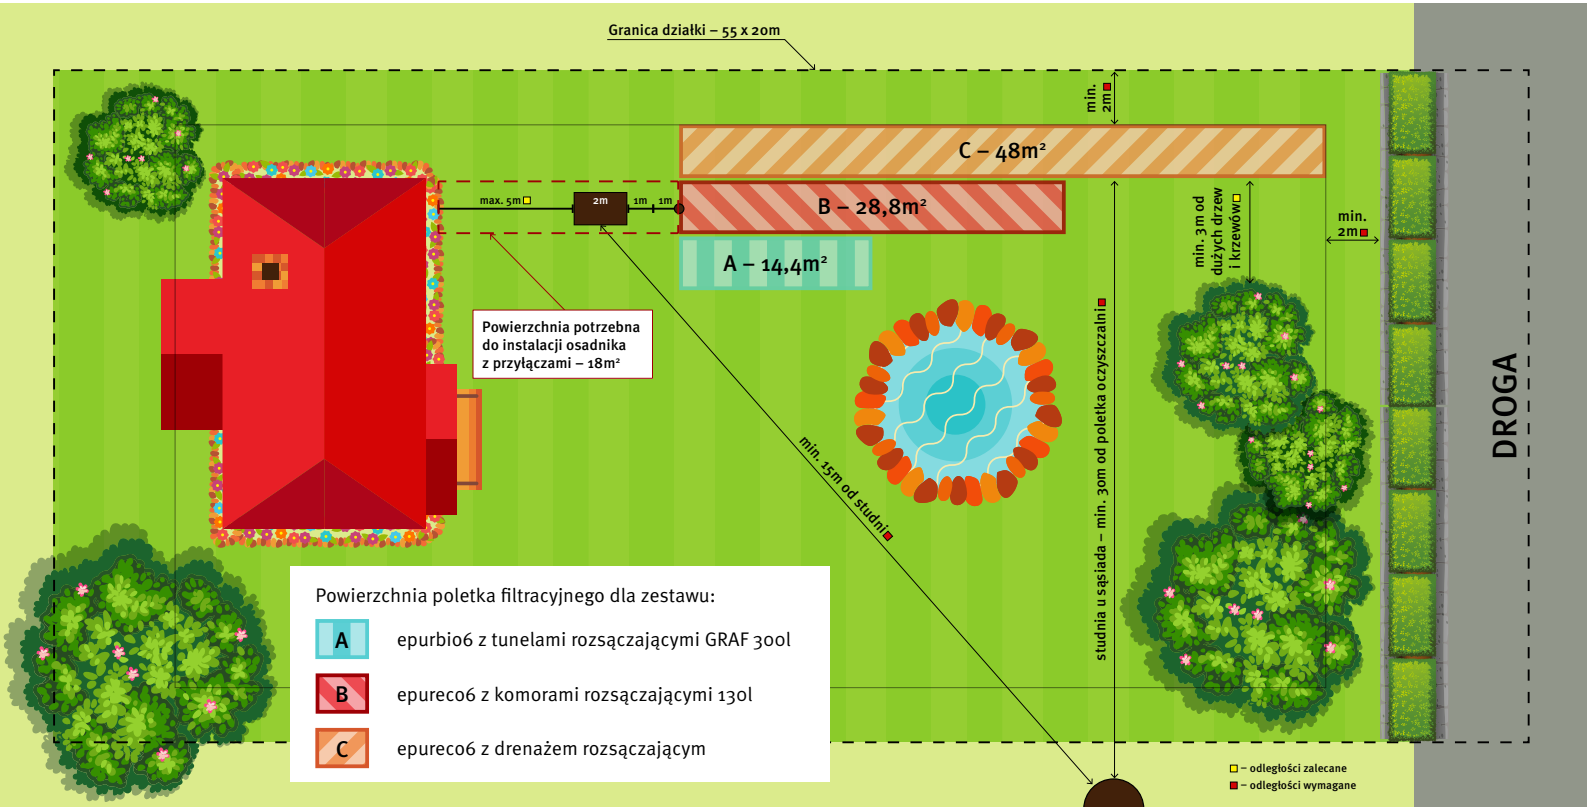 Granica działki – 55 x 20m
min.
2m
C – 48m²
max. 5m
2m
1m
1m
B – 28,8m²
A – 14,4m²
min. 3m od
dużych drzew
i krzewów
min.
2m
Powierzchnia potrzebna
do instalacji osadnika
z przyłączami – 18m²
min. 15m od studni
studnia u sąsiada – min. 30m od poletka oczyszczalni
DROGA
Powierzchnia poletka filtracyjnego dla zestawu:
A epurbio6 z tunelami rozsączającymi GRAF 300l
B epureco6 z komorami rozsączającymi 130l
C epureco6 z drenażem rozsączającym
– odległości zalecane
– odległości wymagane